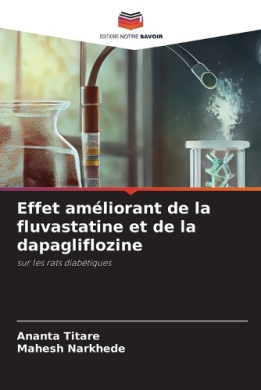 EDITIONS NOTRE SAVOIR
Effet améliorant de la
fluvastatine et de la
dapagliflozine
sur les rats diabétiques
Ananta Titare
Mahesh Narkhede